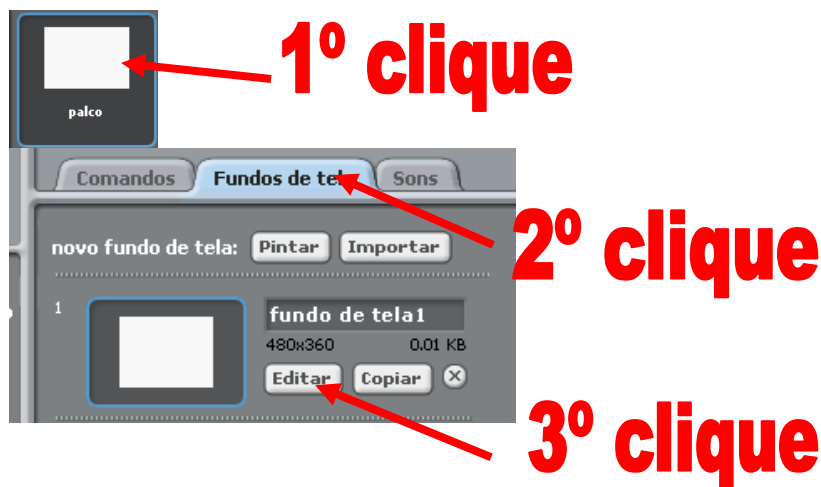 1º clique
palco
Comandos Fundos de tela Sons
2º clique
novo fundo de tela: Pintar Importar
1
fundo de tela1
480x360 0.01 KB
Editar Copiar
3º clique